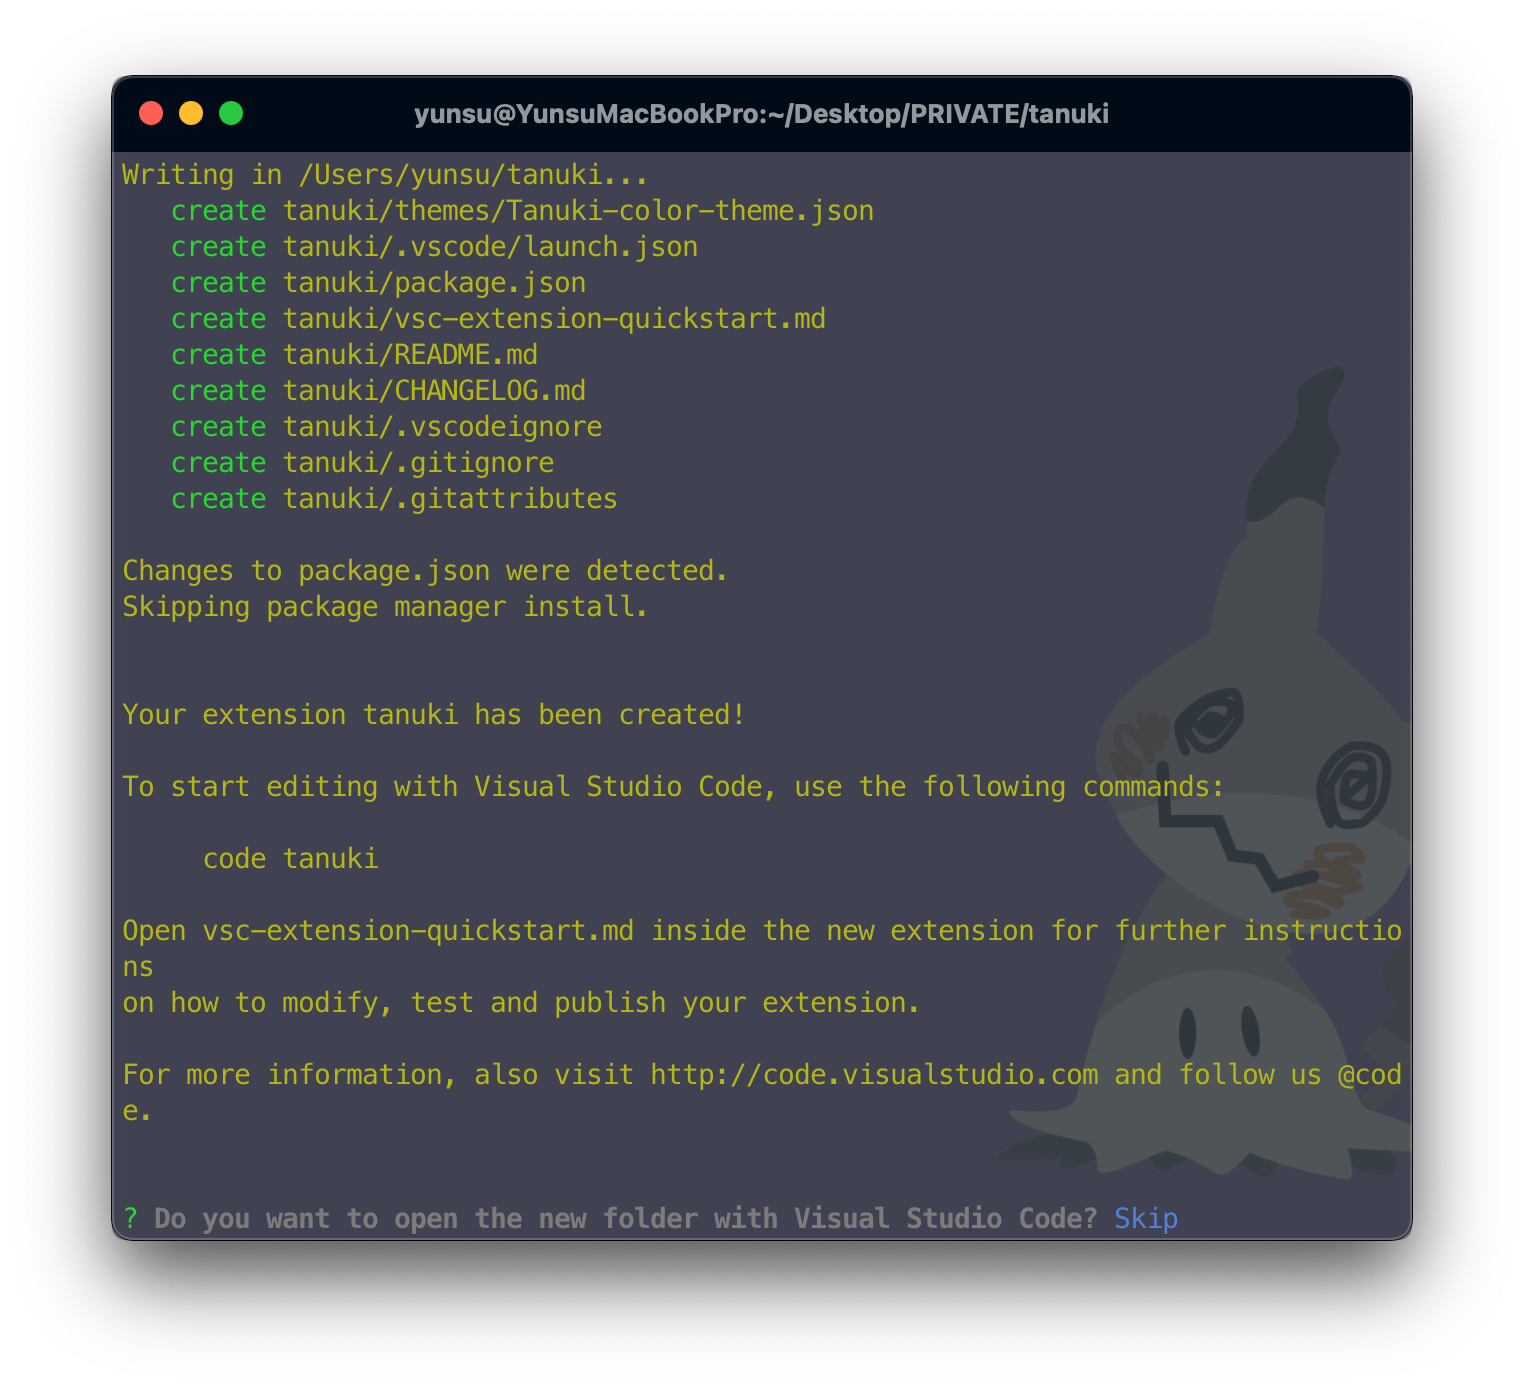 yunsu@YunsuMacBookPro:~/Desktop/PRIVATE/tanuki
Writing in /Users/yunsu/tanuki...
   create tanuki/themes/Tanuki-color-theme.json
   create tanuki/.vscode/launch.json
   create tanuki/package.json
   create tanuki/vsc-extension-quickstart.md
   create tanuki/README.md
   create tanuki/CHANGELOG.md
   create tanuki/.vscodeignore
   create tanuki/.gitignore
   create tanuki/.gitattributes
Changes to package.json were detected.
Skipping package manager install.
Your extension tanuki has been created!
To start editing with Visual Studio Code, use the following commands:
     code tanuki
Open vsc-extension-quickstart.md inside the new extension for further instructio
ns
on how to modify, test and publish your extension.
For more information, also visit http://code.visualstudio.com and follow us @cod
e.
? Do you want to open the new folder with Visual Studio Code? Skip